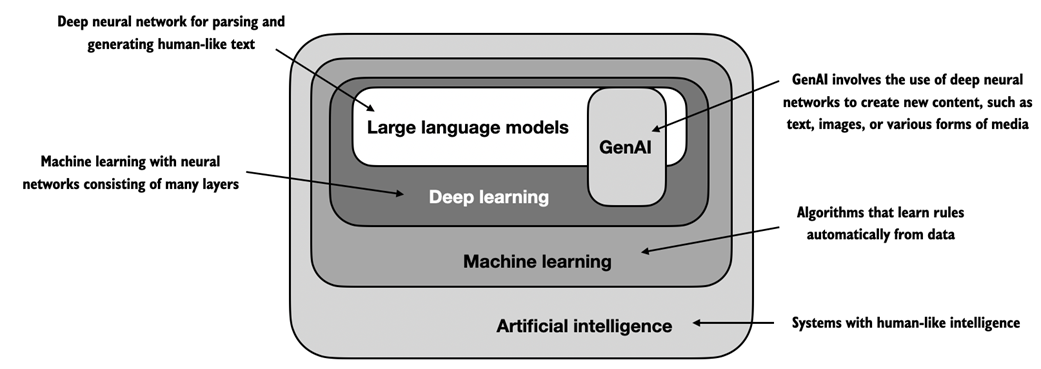 Deep neural network for parsing and
generating human-like text
GenAI involves the use of deep neural
networks to create new content, such as
text, images, or various forms of media
Large language models
GenAI
Machine learning with neural
networks consisting of many layers
Deep learning
Algorithms that learn rules
automatically from data
Machine learning
Artificial intelligence
Systems with human-like intelligence